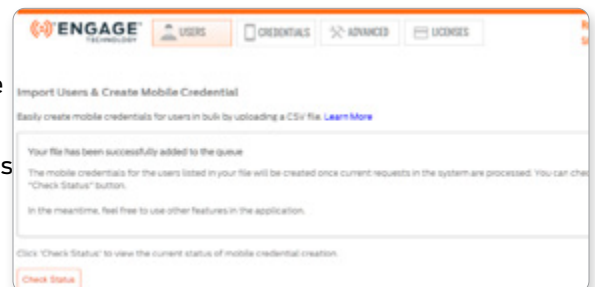 ENGAGE
TECHNOLOGY
USERS
CREDENTIALS
ADVANCED
LICENSES
Import Users & Create Mobile Credential
Easily create mobile credentials for users in bulk by uploading a CSV file. Learn More
Your file has been successfully added to the queue
The mobile credentials for the users listed in your file will be created once current requests in the system are processed. You can chec
"Check Status" button.
In the meantime, feel free to use other features in the application.
Click 'Check Status' to view the current status of mobile credential creation.
Check Status